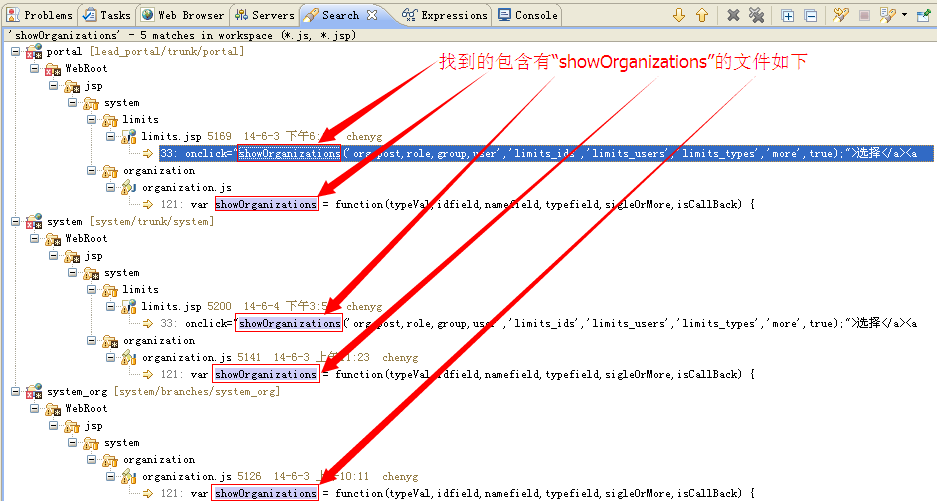 Problems Tasks Web Browser Servers Search Expressions Console
'showOrganizations' - 5 matches in workspace (*.js, *.jsp)
portal [lead_portal/trunk/portal]
找到的包含有“showOrganizations”的文件如下
WebRoot
jsp
system
limits
limits.jsp 5169 14-6-3 下午6: chenyg
33: onclick="showOrganizations('org,post,role,group,user','limits_ids','limits_users','limits_types','more',true);">选择</a><a
organization
organization.js
121: var showOrganizations = function(typeVal,idfield,namefield,typefield,sigleOrMore,isCallBack) {
system [system/trunk/system]
WebRoot
jsp
system
limits
limits.jsp 5200 14-6-4 下午3:5 chenyg
33: onclick="showOrganizations('org,post,role,group,user','limits_ids','limits_users','limits_types','more',true);">选择</a><a
organization
organization.js 5141 14-6-3 上午11:23 chenyg
121: var showOrganizations = function(typeVal,idfield,namefield,typefield,sigleOrMore,isCallBack) {
system_org [system/branches/system_org]
WebRoot
jsp
system
organization
organization.js 5126 14-6-3 上午10:11 chenyg
121: var showOrganizations = function(typeVal,idfield,namefield,typefield,sigleOrMore,isCallBack) {